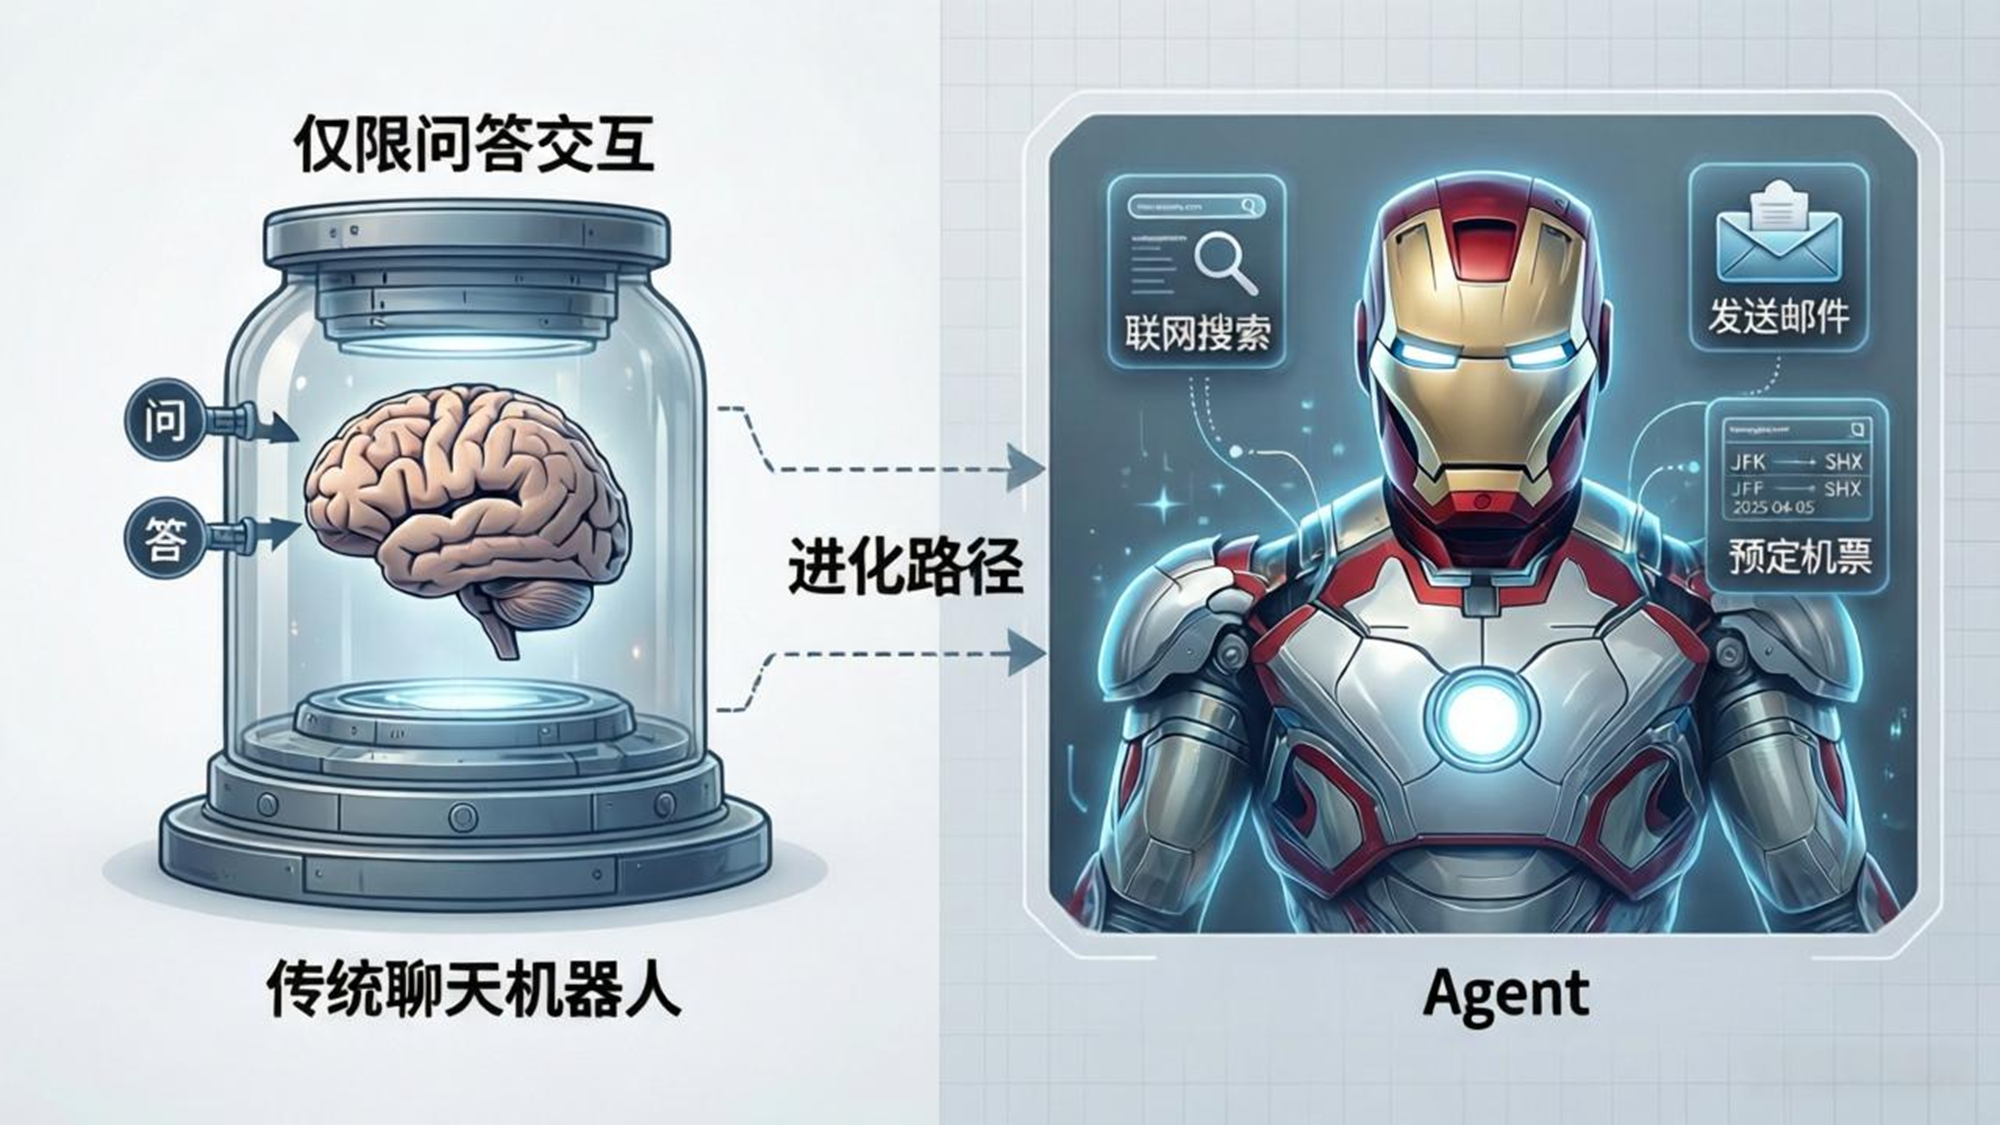 仅限问答交互
问
答
传统聊天机器人
进化路径
联网搜索
发送邮件
JFK SHX
JFF SHX
2025 04 05
预定机票
Agent